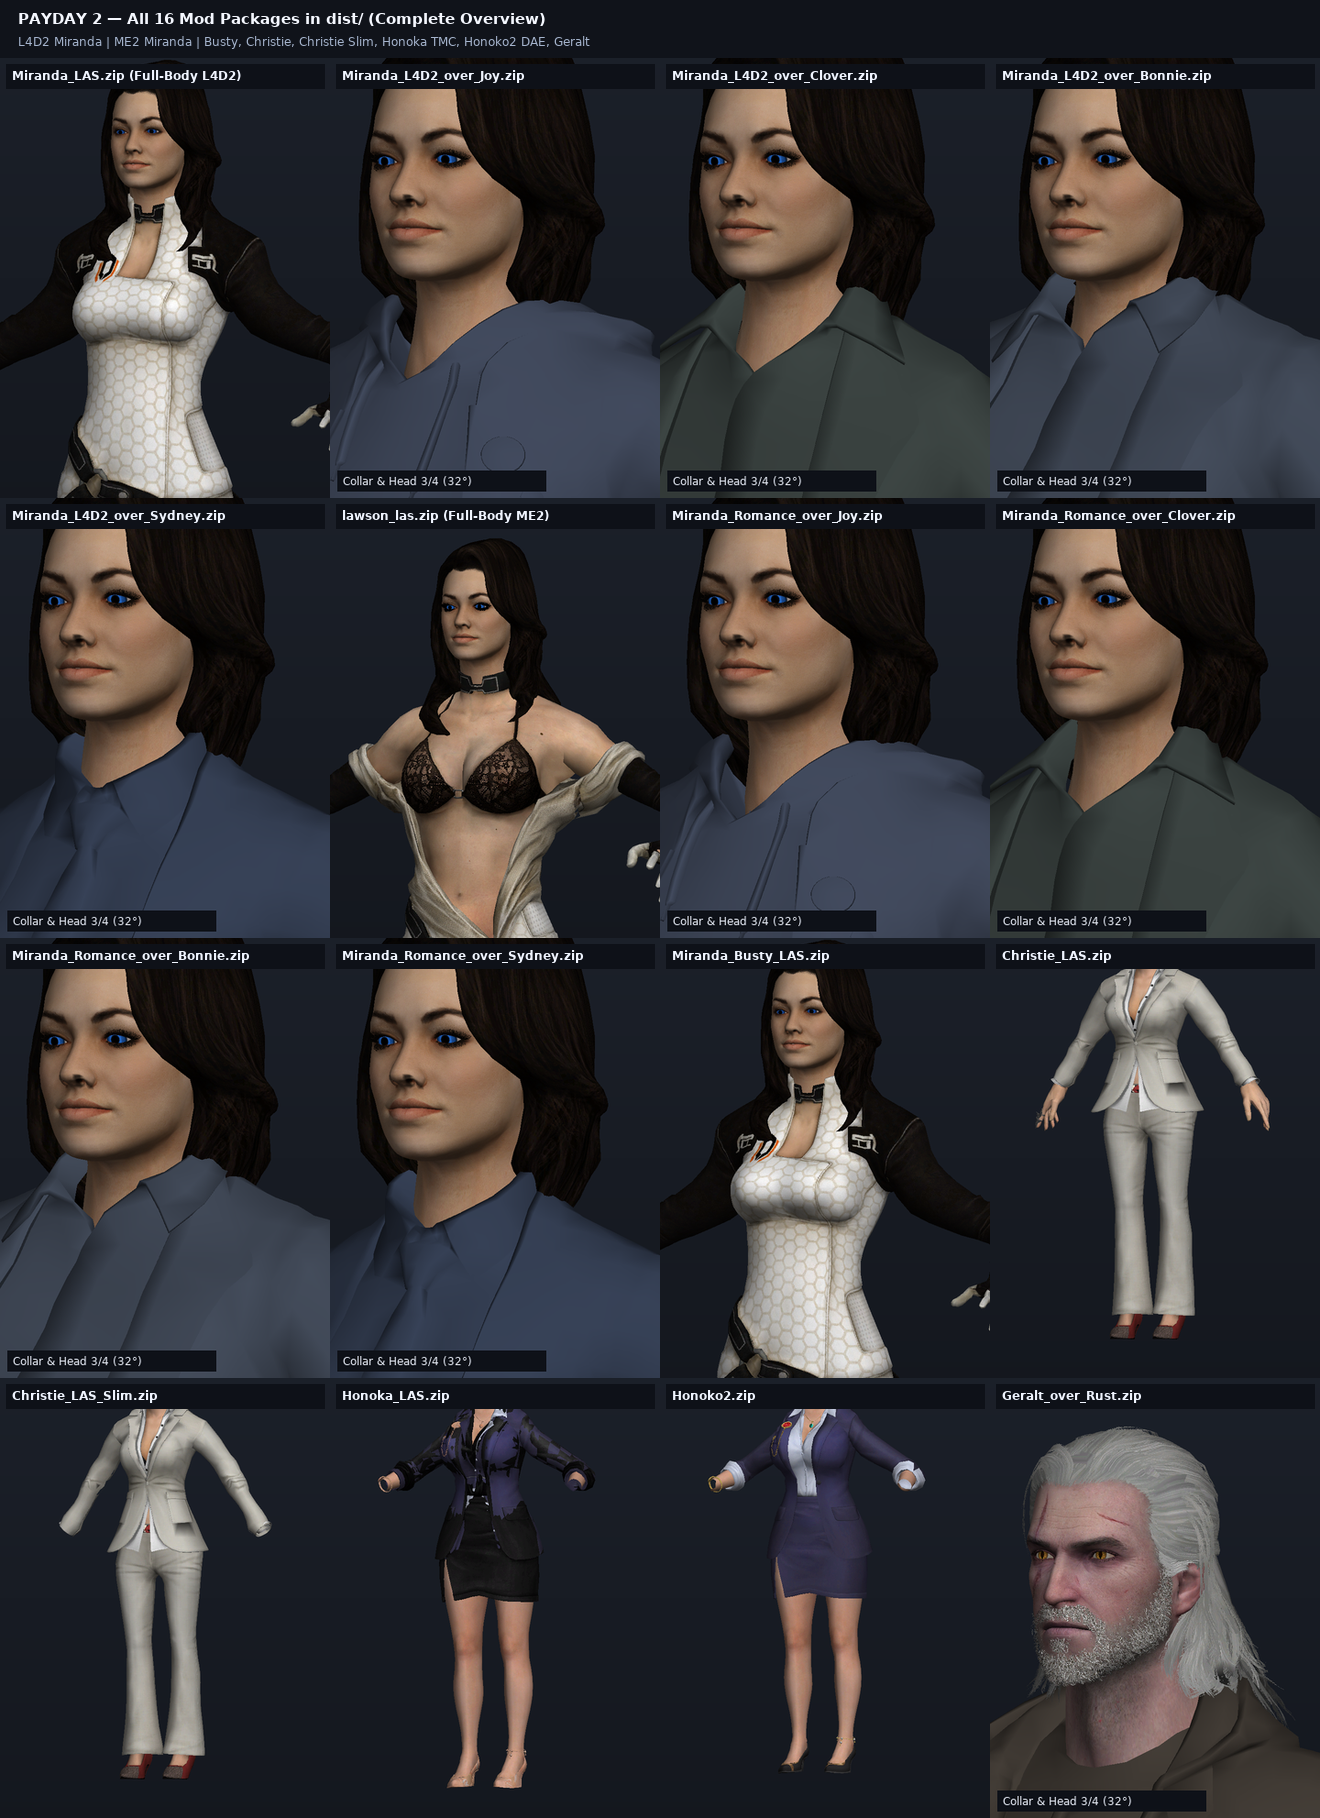 PAYDAY 2 — All 16 Mod Packages in dist/ (Complete Overview)
L4D2 Miranda | ME2 Miranda | Busty, Christie, Christie Slim, Honoka TMC, Honoko2 DAE, Geralt
Miranda_LAS.zip (Full-Body L4D2)
Miranda_L4D2_over_Joy.zip
Miranda_L4D2_over_Clover.zip
Miranda_L4D2_over_Bonnie.zip
Collar & Head 3/4 (32°)
Collar & Head 3/4 (32°)
Collar & Head 3/4 (32°)
Miranda_L4D2_over_Sydney.zip
lawson_las.zip (Full-Body ME2)
Miranda_Romance_over_Joy.zip
Miranda_Romance_over_Clover.zip
Collar & Head 3/4 (32°)
Collar & Head 3/4 (32°)
Collar & Head 3/4 (32°)
Miranda_Romance_over_Bonnie.zip
Miranda_Romance_over_Sydney.zip
Miranda_Busty_LAS.zip
Christie_LAS.zip
Collar & Head 3/4 (32°)
Collar & Head 3/4 (32°)
Christie_LAS_Slim.zip
Honoka_LAS.zip
Honoko2.zip
Geralt_over_Rust.zip
Collar & Head 3/4 (32°)